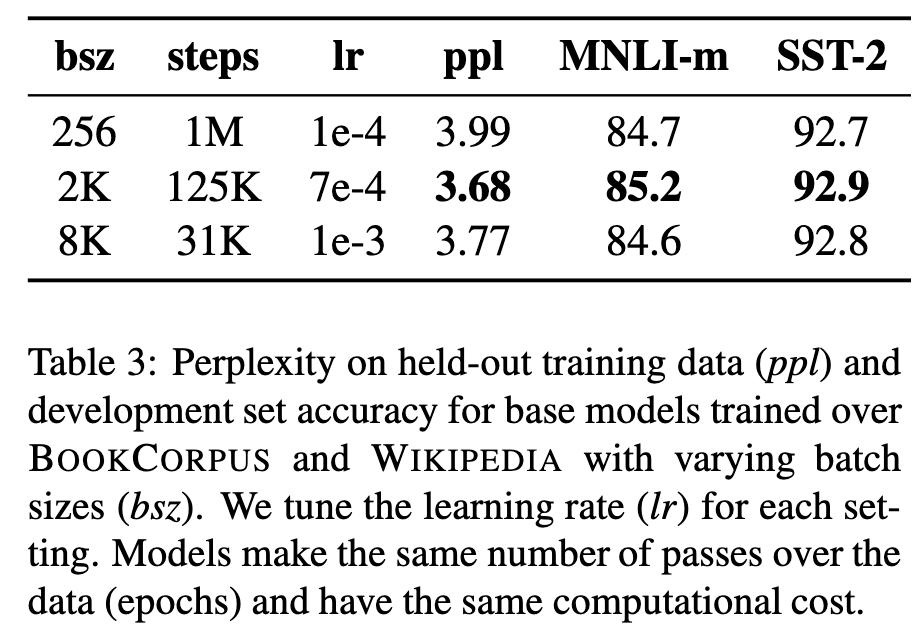 bsz steps lr ppl MNLI-m SST-2
256 1M 1e-4 3.99 84.7 92.7
2K 125K 7e-4 3.68 85.2 92.9
8K 31K 1e-3 3.77 84.6 92.8
Table 3: Perplexity on held-out training data (ppl) and
development set accuracy for base models trained over
BOOKCORPUS and WIKIPEDIA with varying batch
sizes (bsz). We tune the learning rate (lr) for each set-
ting. Models make the same number of passes over the
data (epochs) and have the same computational cost.